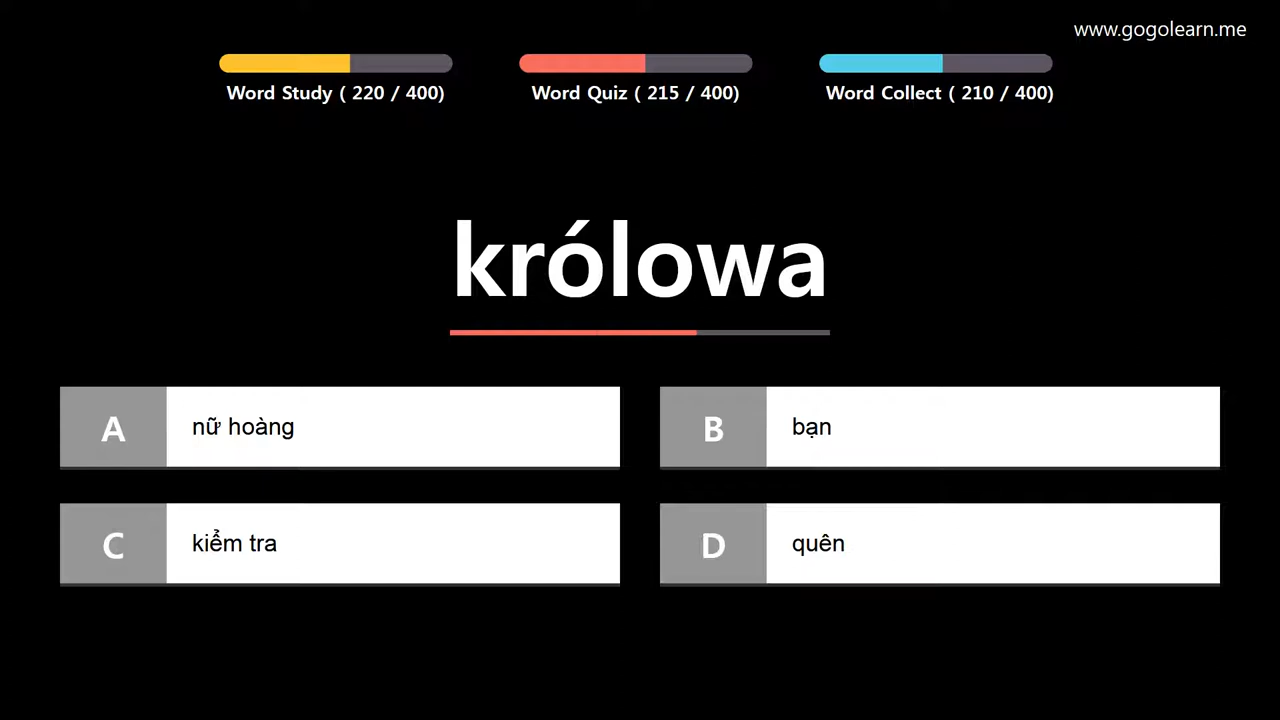 www.gogolearn.me
Word Study ( 220 / 400)
Word Quiz ( 215 / 400)
Word Collect ( 210 / 400)
królowa
A nữ hoàng
B bạn
C kiểm tra
D quên